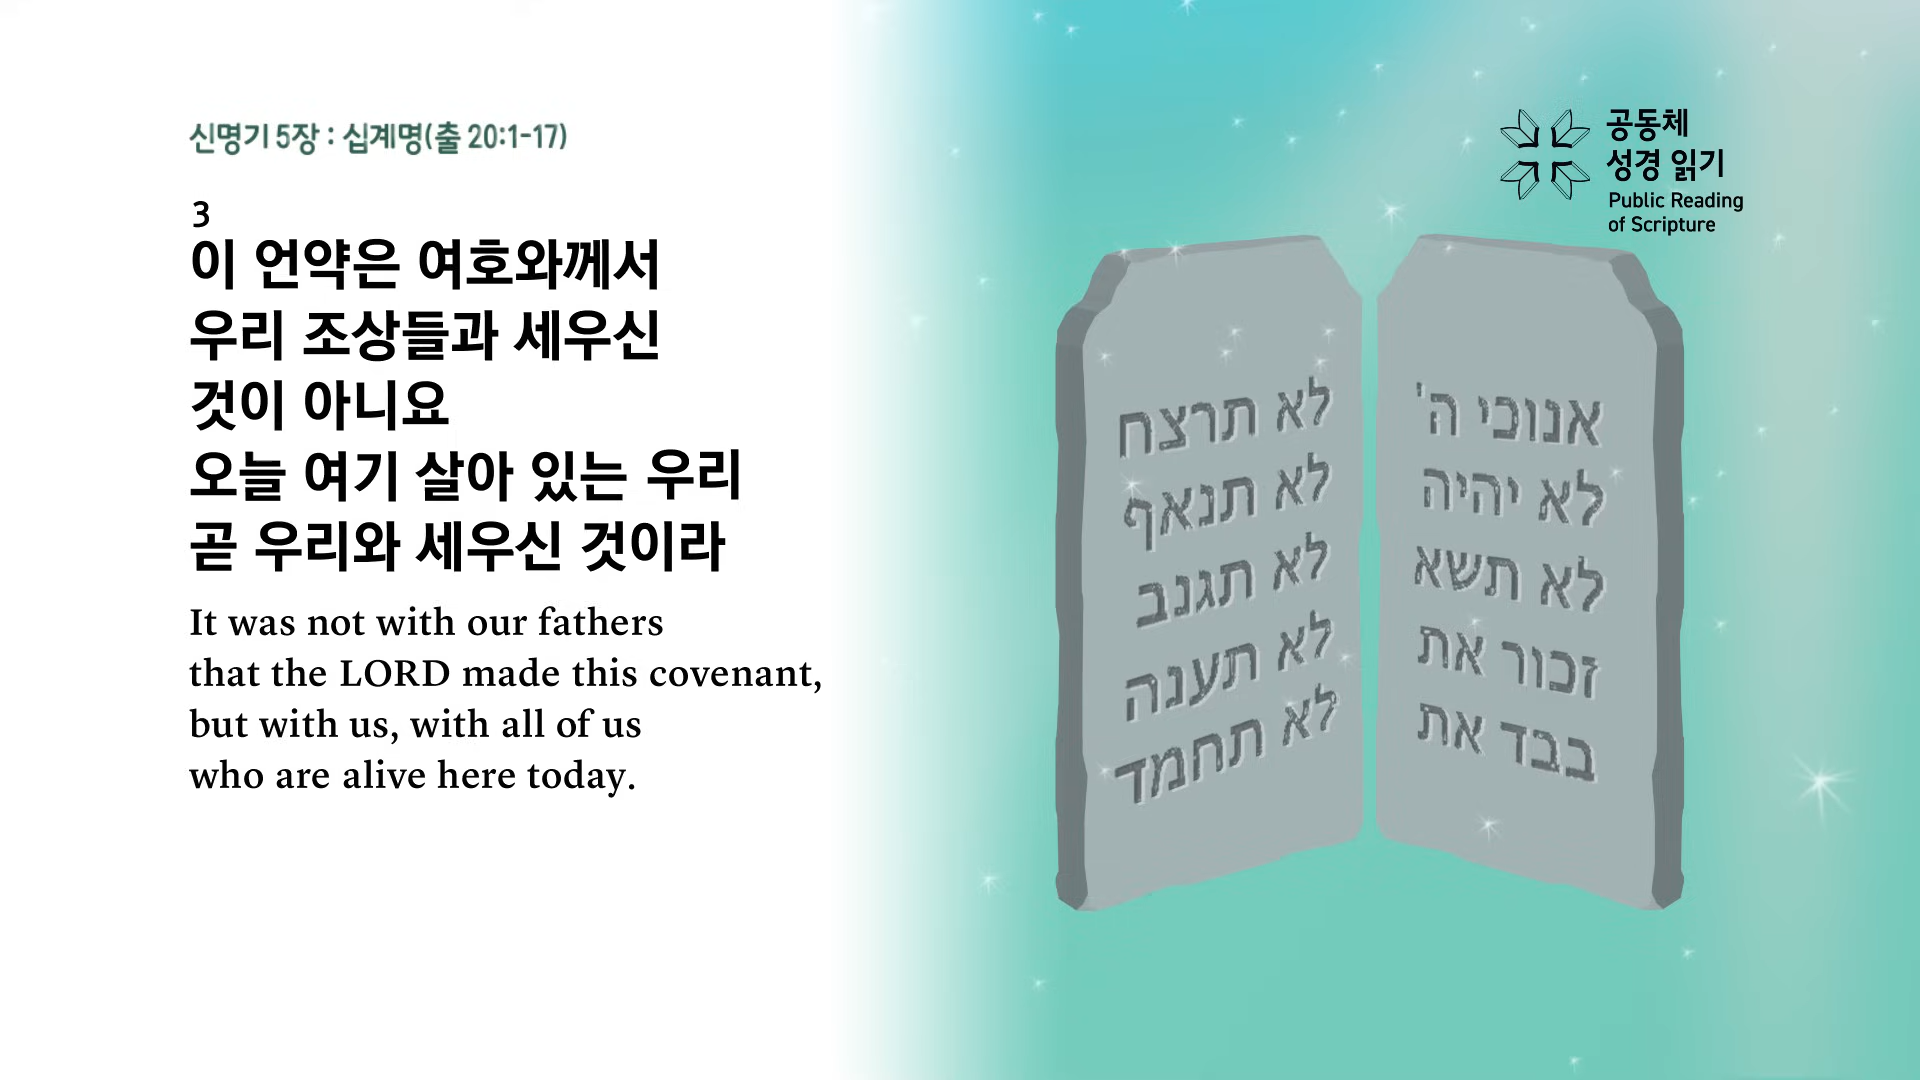 신명기 5장 : 십계명(출 20:1-17)
3
이 언약은 여호와께서
우리 조상들과 세우신
것이 아니요
오늘 여기 살아 있는 우리
곧 우리와 세우신 것이라
It was not with our fathers
that the LORD made this covenant,
but with us, with all of us
who are alive here today.
공동체
성경 읽기
Public Reading
of Scripture
אנוכי ה'
לא יהיה
לא תשא
זכור את
בבד את
לא תרצח
לא תנאף
לא תגנב
לא תענה
לא תחמד